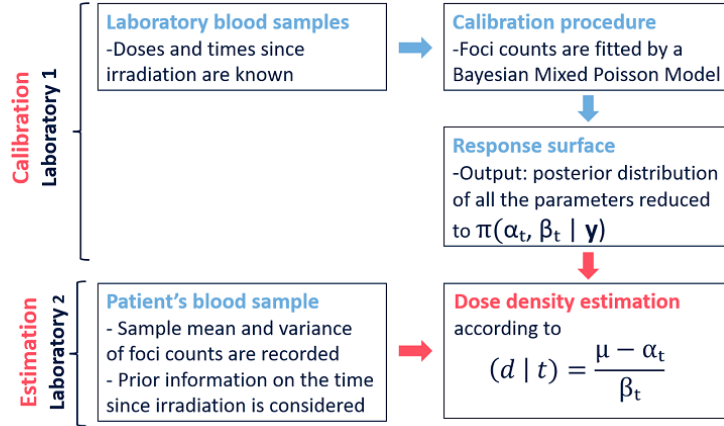 Calibration
Laboratory 1
Laboratory blood samples
-Doses and times since
irradiation are known
Calibration procedure
-Foci counts are fitted by a
Bayesian Mixed Poisson Model
Response surface
-Output: posterior distribution
of all the parameters reduced
to π(αt, βt | y)
Estimation
Laboratory 2
Patient's blood sample
- Sample mean and variance
of foci counts are recorded
- Prior information on the time
since irradiation is considered
Dose density estimation
according to
(d | t) = (μ − αt) / βt